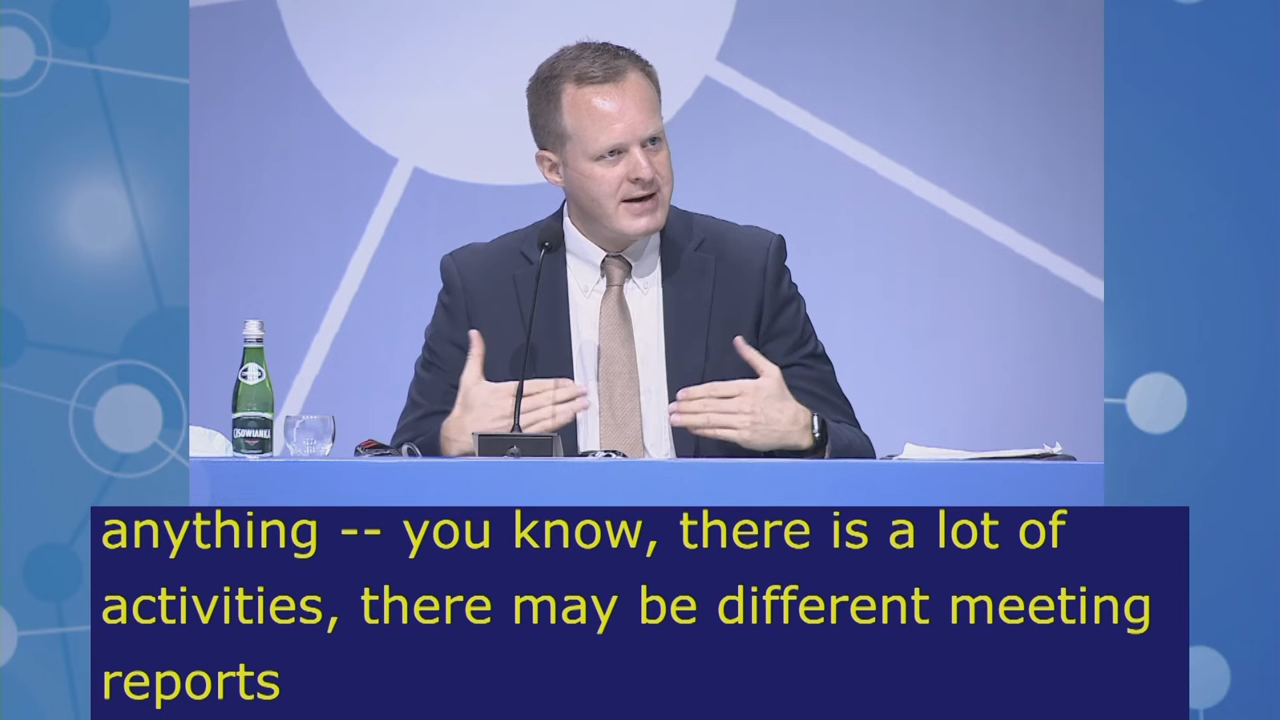 CISOWIANKA
anything -- you know, there is a lot of
activities, there may be different meeting
reports